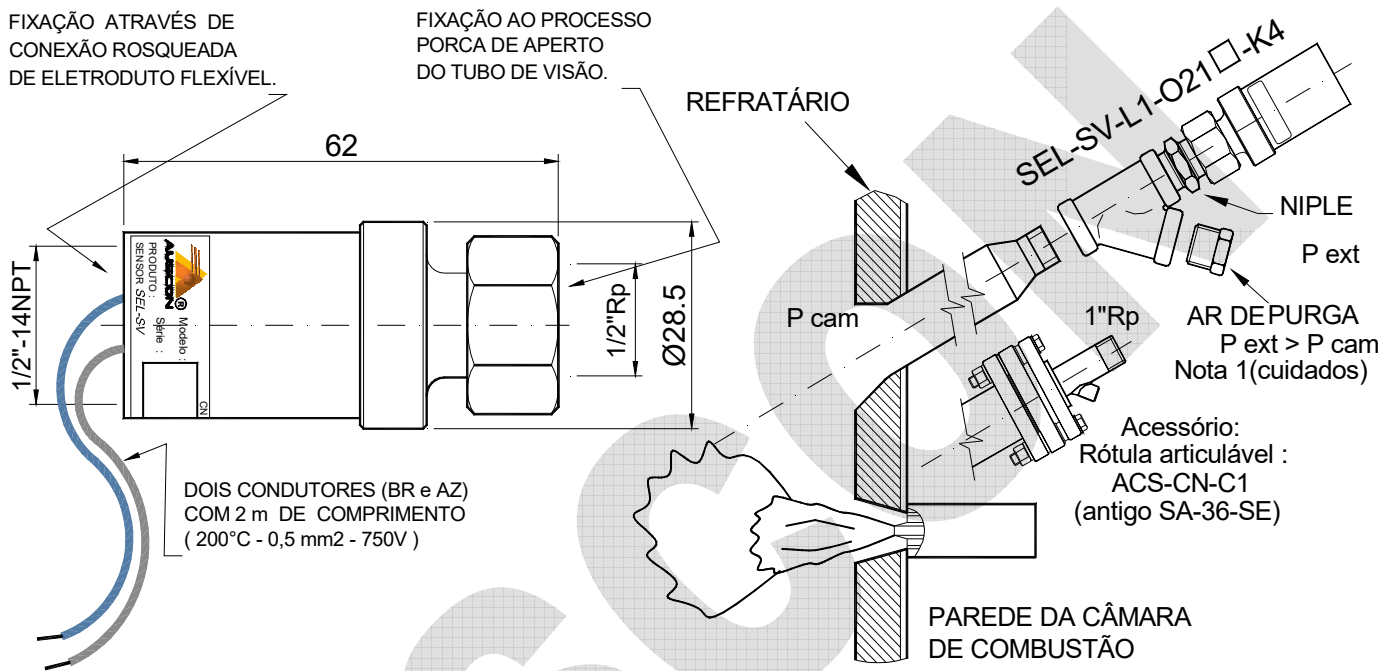 FIXAÇÃO ATRAVÉS DE
CONEXÃO ROSQUEADA
DE ELETRODUTO FLEXÍVEL.
FIXAÇÃO AO PROCESSO
PORCA DE APERTO
DO TUBO DE VISÃO.
62
1/2"-14NPT
PRODUTO :
SENSOR SEL-SV
Modelo :
Série :
CN
1/2"Rp
Ø28.5
DOIS CONDUTORES (BR e AZ)
COM 2 m DE COMPRIMENTO
( 200°C - 0,5 mm2 - 750V )
REFRATÁRIO
SEL-SV-L1-O21□-K4
NIPLE
P ext
P cam
1"Rp
AR DE PURGA
P ext > P cam
Nota 1(cuidados)
Acessório:
Rótula articulável :
ACS-CN-C1
(antigo SA-36-SE)
PAREDE DA CÂMARA
DE COMBUSTÃO